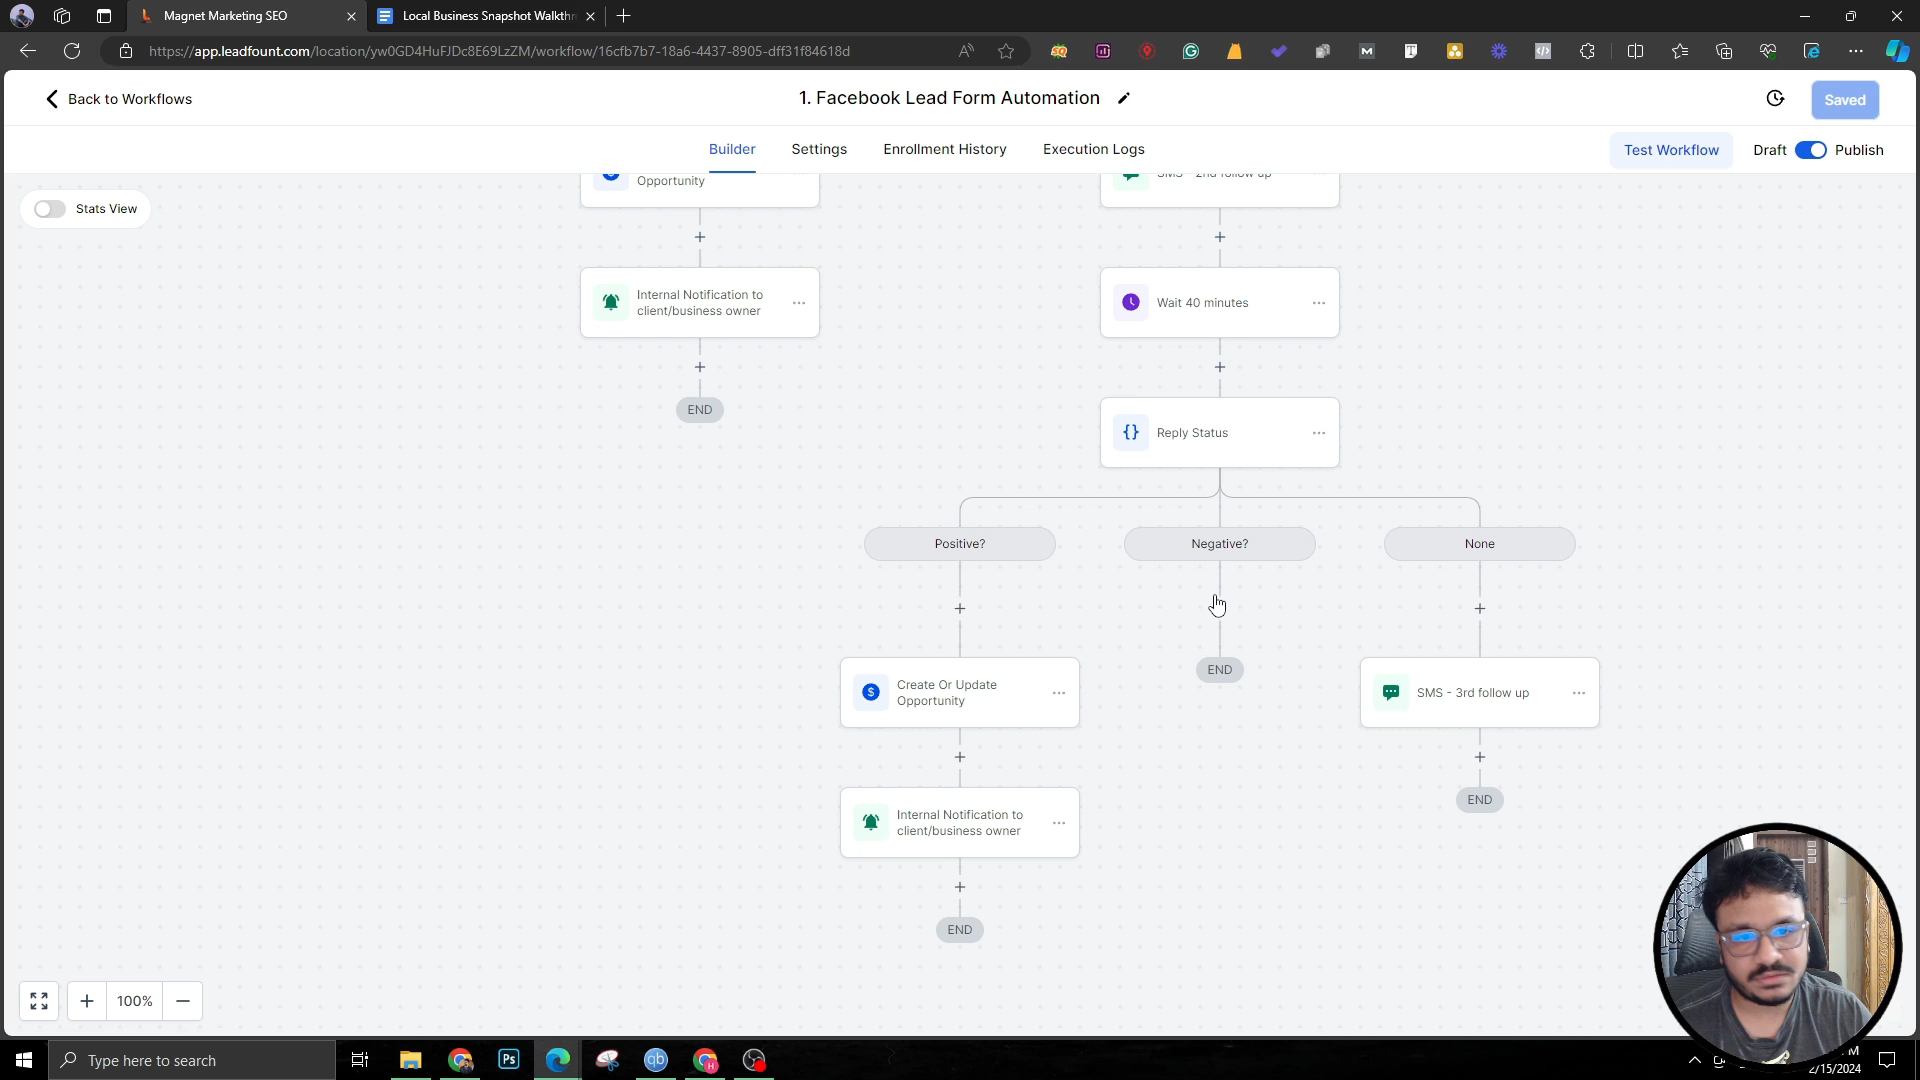 Magnet Marketing SEO
Local Business Snapshot Walkthr
https://app.leadfount.com/location/yw0GD4HuFJDc8E69LzZM/workflow/16cfb7b7-18a6-4437-8905-dff31f84618d
Back to Workflows
1. Facebook Lead Form Automation
Saved
Builder
Settings
Enrollment History
Execution Logs
Test Workflow
Draft
Publish
Stats View
Opportunity
SMS - 2nd follow up
Internal Notification to
client/business owner
Wait 40 minutes
END
Reply Status
Positive?
Negative?
None
Create Or Update
Opportunity
END
SMS - 3rd follow up
Internal Notification to
client/business owner
END
END
100%
Type here to search
2/15/2024